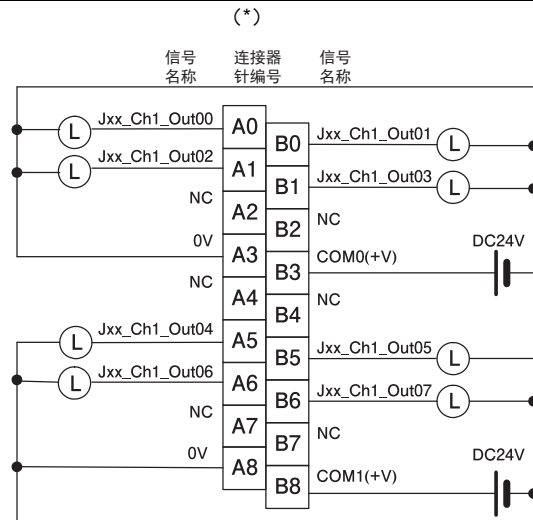 (*)
信号 连接器 信号
名称 针编号 名称
L Jxx_Ch1_Out00 A0
B0 Jxx_Ch1_Out01 L
L Jxx_Ch1_Out02 A1
B1 Jxx_Ch1_Out03 L
NC A2
B2 NC
0V A3
B3 COM0(+V) DC24V
NC A4
B4 NC
L Jxx_Ch1_Out04 A5
B5 Jxx_Ch1_Out05 L
L Jxx_Ch1_Out06 A6
B6 Jxx_Ch1_Out07 L
NC A7
B7 NC
0V A8
B8 COM1(+V) DC24V